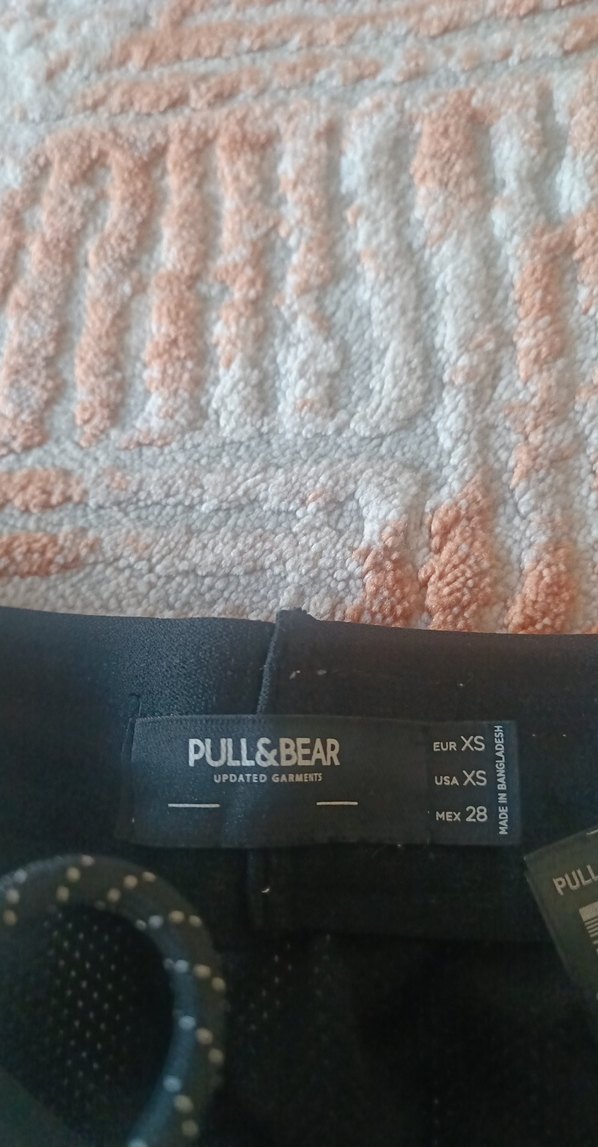 PULL&BEAR
UPDATED GARMENTS
EUR XS
USA XS
MEX 28
MADE IN BANGLADESH
PULL